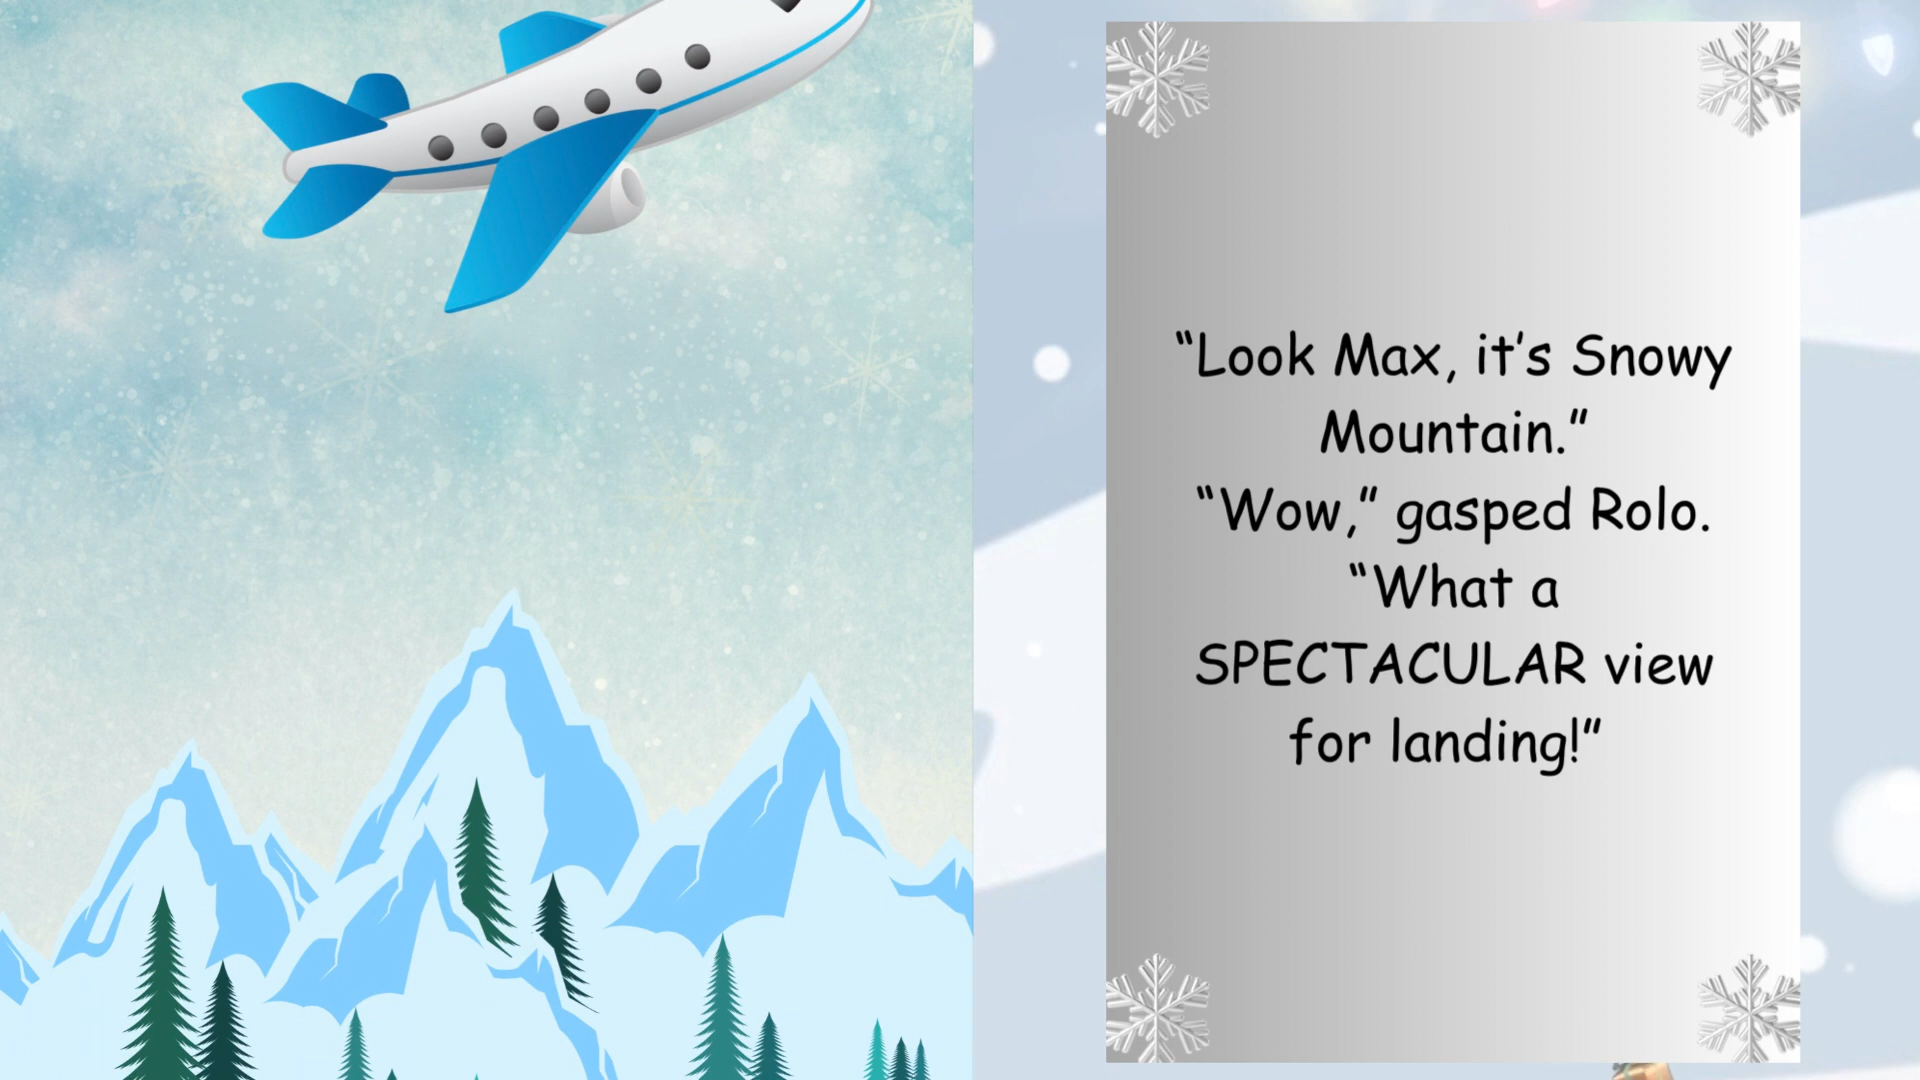 “Look Max, it’s Snowy
Mountain.”
“Wow,” gasped Rolo.
“What a
SPECTACULAR view
for landing!”